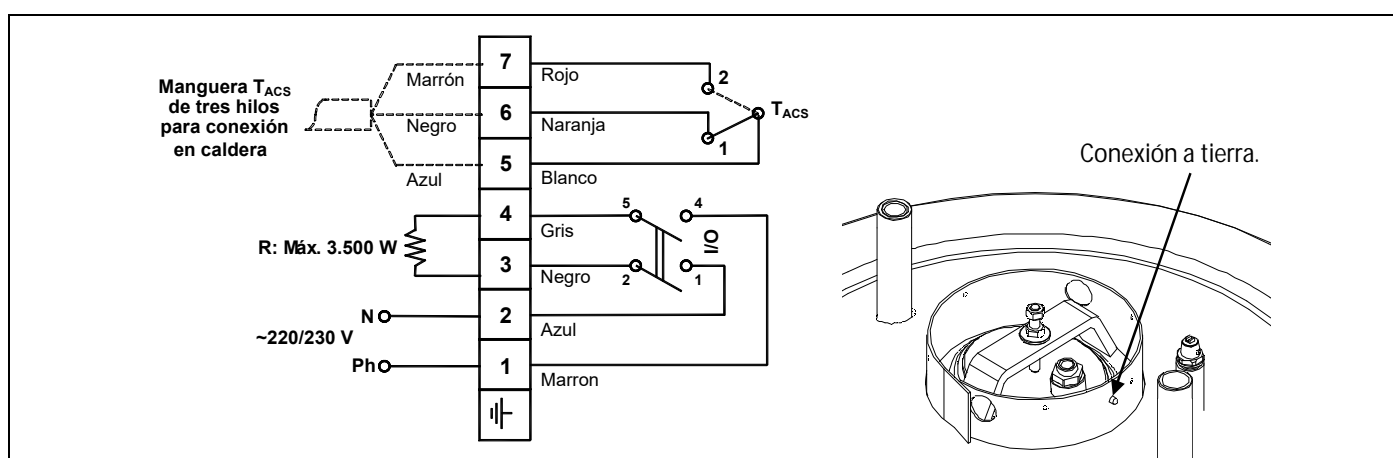 Manguera TACS
de tres hilos
para conexión
en caldera
Marrón
Negro
Azul
7
6
5
4
3
2
1
Rojo
Naranja
Blanco
Gris
Negro
Azul
Marron
2
1
TACS
5
4
2
1
I/O
R: Máx. 3.500 W
N
~220/230 V
Ph
Conexión a tierra.